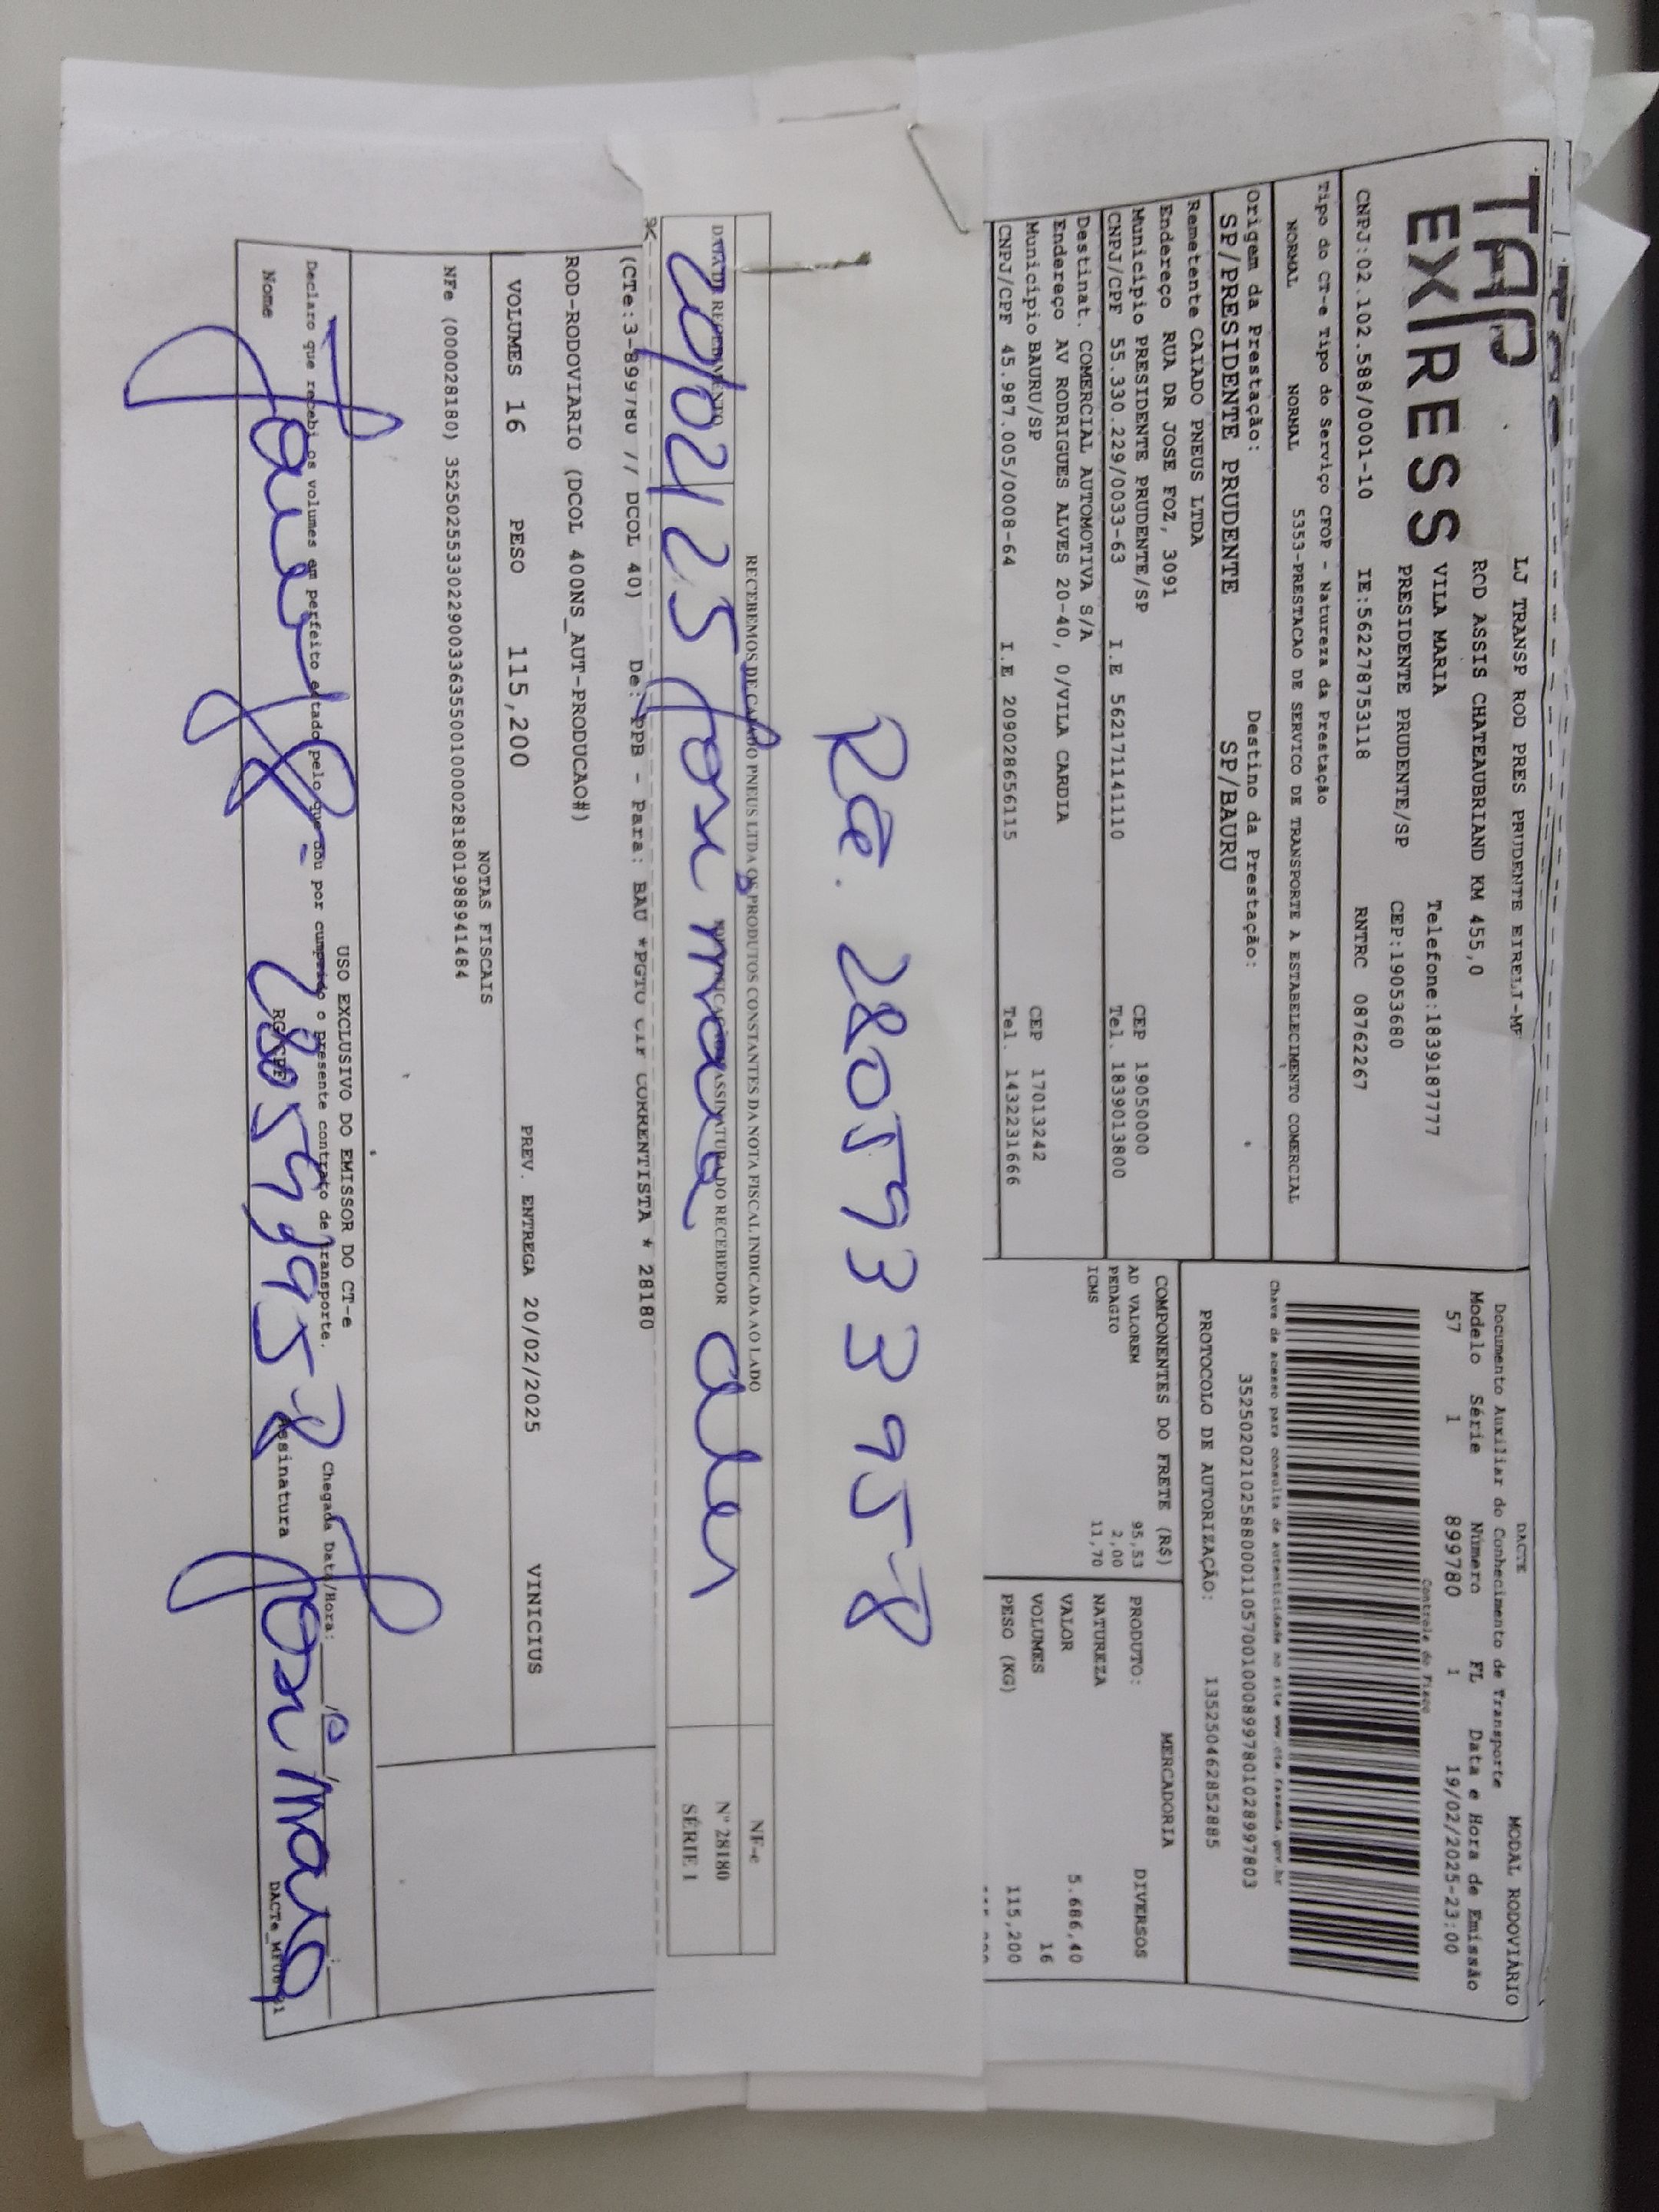 TAP
EXPRESS
LJ TRANSP ROD PRES PRUDENTE EIRELI-ME
ROD ASSIS CHATEAUBRIAND KM 455,0
VILA MARIA Telefone:1839187777
PRESIDENTE PRUDENTE/SP CEP:19053680
CNPJ:02.102.588/0001-10 IE:562278753118 RNTRC 08762267
DACTE
MODAL RODOVIÁRIO
Documento Auxiliar do Conhecimento de Transporte
Modelo Série Número FL Data e Hora de Emissão
57 1 899780 1 19/02/2025-23:00
Controle do Fisco
Chave de acesso para consulta de autenticidade no site www.cte.fazenda.gov.br
35250202102588000110570010008997801028997803
PROTOCOLO DE AUTORIZAÇÃO: 135250462852885
Tipo do CT-e Tipo do Serviço CFOP - Natureza da Prestação
NORMAL NORMAL 5353-PRESTACAO DE SERVICO DE TRANSPORTE A ESTABELECIMENTO COMERCIAL
Origem da Prestação: Destino da Prestação:
SP/PRESIDENTE PRUDENTE SP/BAURU
Remetente CAIADO PNEUS LTDA
Endereço RUA DR JOSE FOZ, 3091
Município PRESIDENTE PRUDENTE/SP CEP 19050000
CNPJ/CPF 55.330.229/0033-63 I.E 562171141110 Tel. 1839013800
Destinat. COMERCIAL AUTOMOTIVA S/A
Endereço AV RODRIGUES ALVES 20-40, 0/VILA CARDIA
Municipio BAURU/SP CEP 17013242
CNPJ/CPF 45.987.005/0008-64 I.E 209028656115 Tel. 1432231666
COMPONENTES DO FRETE (R$)
AD VALOREM 95,53
PEDAGIO 2,00
ICMS 11,70
MERCADORIA
PRODUTO: DIVERSOS
NATUREZA
VALOR 5.686,40
VOLUMES 16
PESO (KG) 115,200
28059339578
RECEBEMOS DE CAIADO PNEUS LTDA OS PRODUTOS CONSTANTES DA NOTA FISCAL INDICADA AO LADO
NF-e
Nº 28180
SÉRIE 1
DATA DE RECEBIMENTO IDENTIFICAÇÃO E ASSINATURA DO RECEBEDOR
(CTe:3-899780 // DCOL 40) De: PPB - Para: BAU *PGTO CIF CORRENTISTA * 28180
ROD-RODOVIARIO (DCOL 400NS_AUT-PRODUCAO#)
VOLUMES 16 PESO 115,200 PREV. ENTREGA 20/02/2025 VINICIUS
NOTAS FISCAIS
NFe (000028180) 35250255330229003363550010000281801989941484
USO EXCLUSIVO DO EMISSOR DO CT-e
Declaro que recebi os volumes em perfeito estado pelo que dou por cumprido o presente contrato de transporte.
Chegada Data/Hora:
Nome RG/CPF Assinatura